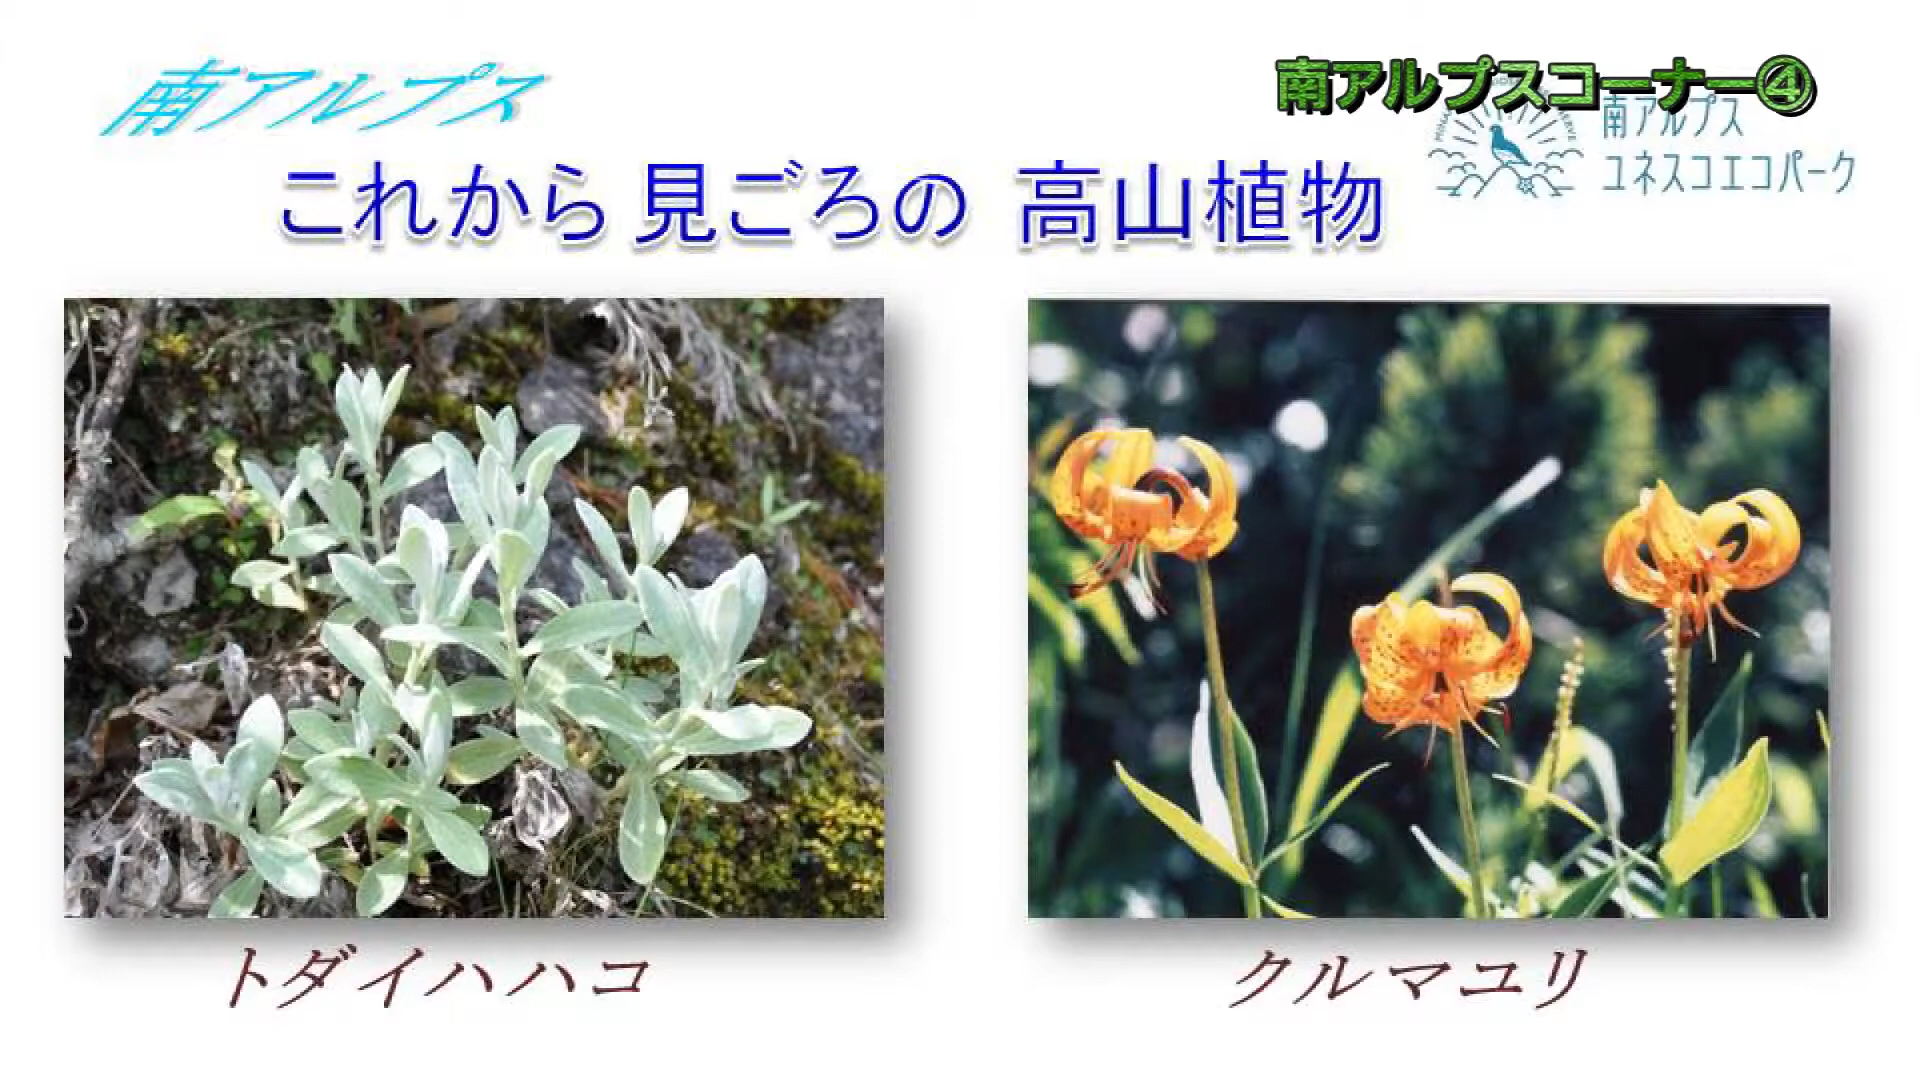 南アルプス
南アルプスコーナー④
南アルプス
ユネスコエコパーク
これから 見ごろの 高山植物
トダイハハコ
クルマユリ